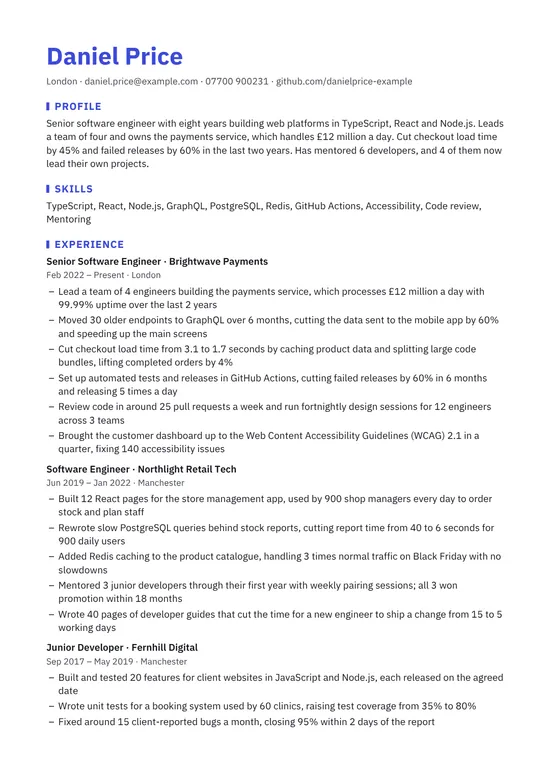 Daniel Price
London · daniel.price@example.com · 07700 900231 · github.com/danielprice-example
PROFILE
Senior software engineer with eight years building web platforms in TypeScript, React and Node.js. Leads
a team of four and owns the payments service, which handles £12 million a day. Cut checkout load time
by 45% and failed releases by 60% in the last two years. Has mentored 6 developers, and 4 of them now
lead their own projects.
SKILLS
TypeScript, React, Node.js, GraphQL, PostgreSQL, Redis, GitHub Actions, Accessibility, Code review,
Mentoring
EXPERIENCE
Senior Software Engineer · Brightwave Payments
Feb 2022 – Present · London
– Lead a team of 4 engineers building the payments service, which processes £12 million a day with
99.99% uptime over the last 2 years
– Moved 30 older endpoints to GraphQL over 6 months, cutting the data sent to the mobile app by 60%
and speeding up the main screens
– Cut checkout load time from 3.1 to 1.7 seconds by caching product data and splitting large code
bundles, lifting completed orders by 4%
– Set up automated tests and releases in GitHub Actions, cutting failed releases by 60% in 6 months
and releasing 5 times a day
– Review code in around 25 pull requests a week and run fortnightly design sessions for 12 engineers
across 3 teams
– Brought the customer dashboard up to the Web Content Accessibility Guidelines (WCAG) 2.1 in a
quarter, fixing 140 accessibility issues
Software Engineer · Northlight Retail Tech
Jun 2019 – Jan 2022 · Manchester
– Built 12 React pages for the store management app, used by 900 shop managers every day to order
stock and plan staff
– Rewrote slow PostgreSQL queries behind stock reports, cutting report time from 40 to 6 seconds for
900 daily users
– Added Redis caching to the product catalogue, handling 3 times normal traffic on Black Friday with no
slowdowns
– Mentored 3 junior developers through their first year with weekly pairing sessions; all 3 won
promotion within 18 months
– Wrote 40 pages of developer guides that cut the time for a new engineer to ship a change from 15 to 5
working days
Junior Developer · Fernhill Digital
Sep 2017 – May 2019 · Manchester
– Built and tested 20 features for client websites in JavaScript and Node.js, each released on the agreed
date
– Wrote unit tests for a booking system used by 60 clinics, raising test coverage from 35% to 80%
– Fixed around 15 client-reported bugs a month, closing 95% within 2 days of the report